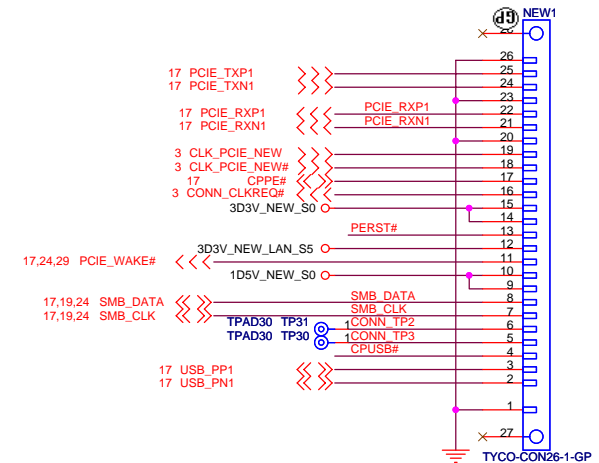 GP NEW1
28
26
17 PCIE_TXP1 25
17 PCIE_TXN1 24
23
17 PCIE_RXP1 PCIE_RXP1 22
17 PCIE_RXN1 PCIE_RXN1 21
20
3 CLK_PCIE_NEW 19
3 CLK_PCIE_NEW# 18
17 CPPE# 17
3 CONN_CLKREQ# 16
3D3V_NEW_S0 15
14
PERST# 13
3D3V_NEW_LAN_S5 12
17,24,29 PCIE_WAKE# 11
1D5V_NEW_S0 10
9
17,19,24 SMB_DATA SMB_DATA 8
17,19,24 SMB_CLK SMB_CLK 7
TPAD30 TP31 1 CONN_TP2 6
TPAD30 TP30 1 CONN_TP3 5
CPUSB# 4
17 USB_PP1 3
17 USB_PN1 2
1
27
TYCO-CON26-1-GP